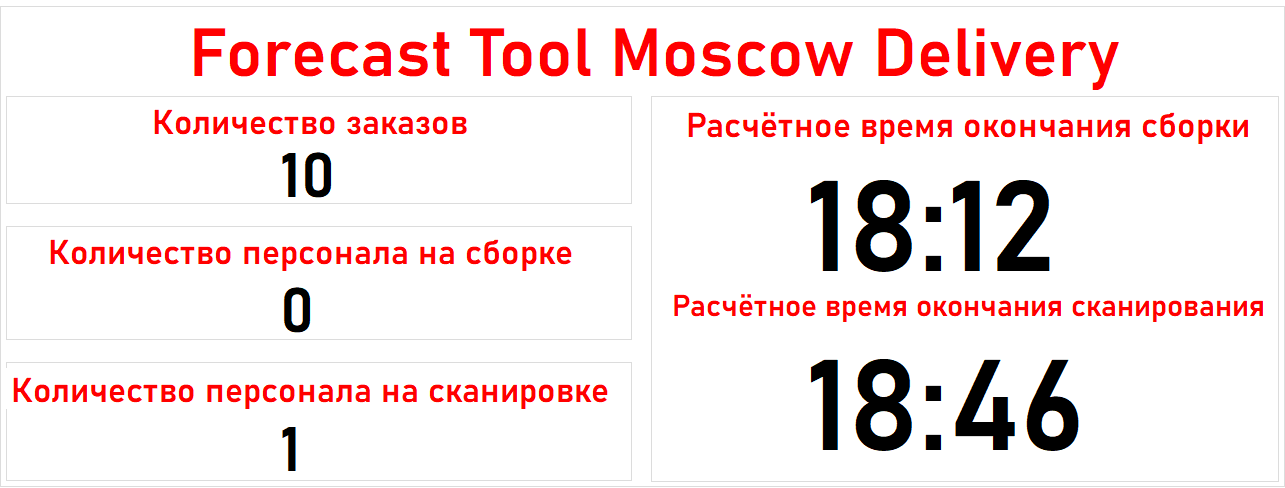 Forecast Tool Moscow Delivery
Количество заказов
10
Количество персонала на сборке
0
Количество персонала на сканировке
1
Расчётное время окончания сборки
18:12
Расчётное время окончания сканирования
18:46